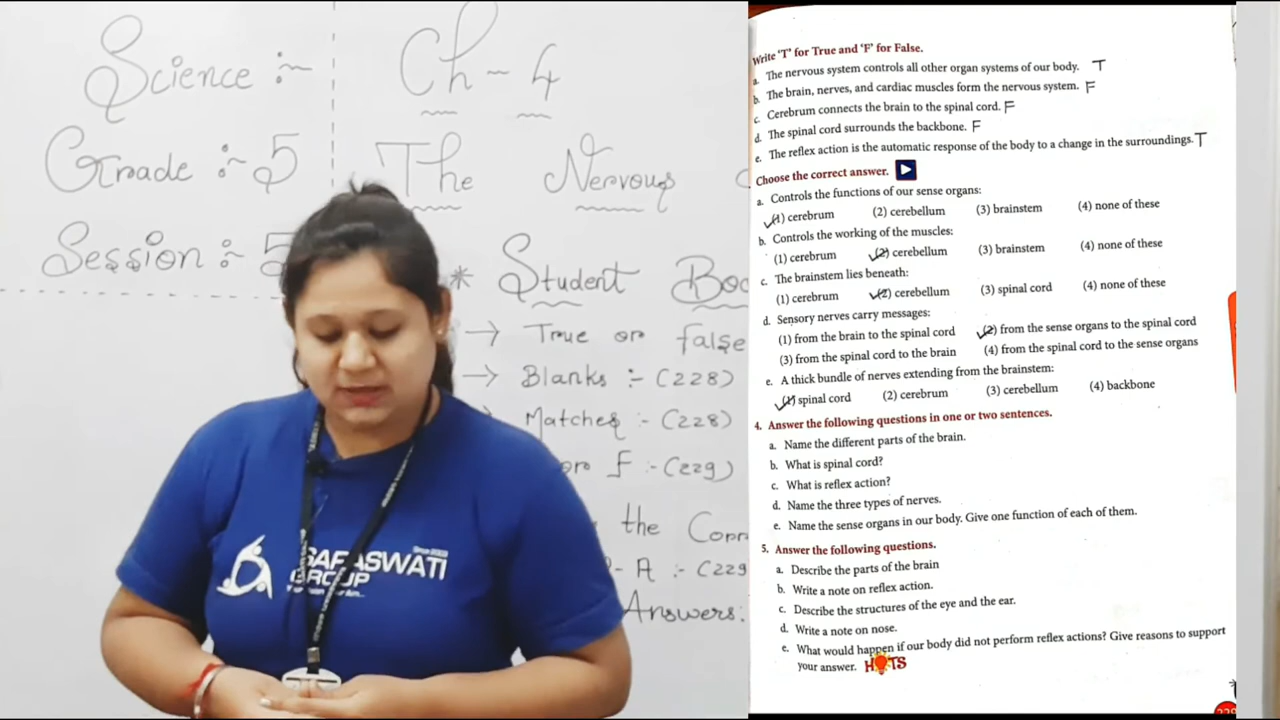 Science :~
Ch - 4
Grade :- 5
The Nervous
Session :- 5
* Student Boo
→ True or false
→ Blanks :- (228)
Matches :- (228)
or F :- (229)
the Corr
- A :- (229
Answers:
SARASWATI
GROUP
Write 'T' for True and 'F' for False.
a. The nervous system controls all other organ systems of our body. T
b. The brain, nerves, and cardiac muscles form the nervous system. F
c. Cerebrum connects the brain to the spinal cord. F
d. The spinal cord surrounds the backbone. F
e. The reflex action is the automatic response of the body to a change in the surroundings. T
Choose the correct answer.
a. Controls the functions of our sense organs:
(1) cerebrum (2) cerebellum (3) brainstem (4) none of these
b. Controls the working of the muscles:
(1) cerebrum (2) cerebellum (3) brainstem (4) none of these
c. The brainstem lies beneath:
(1) cerebrum (2) cerebellum (3) spinal cord (4) none of these
d. Sensory nerves carry messages:
(1) from the brain to the spinal cord (2) from the sense organs to the spinal cord
(3) from the spinal cord to the brain (4) from the spinal cord to the sense organs
e. A thick bundle of nerves extending from the brainstem:
(1) spinal cord (2) cerebrum (3) cerebellum (4) backbone
4. Answer the following questions in one or two sentences.
a. Name the different parts of the brain.
b. What is spinal cord?
c. What is reflex action?
d. Name the three types of nerves.
e. Name the sense organs in our body. Give one function of each of them.
5. Answer the following questions.
a. Describe the parts of the brain
b. Write a note on reflex action.
c. Describe the structures of the eye and the ear.
d. Write a note on nose.
e. What would happen if our body did not perform reflex actions? Give reasons to support
your answer. HOTS